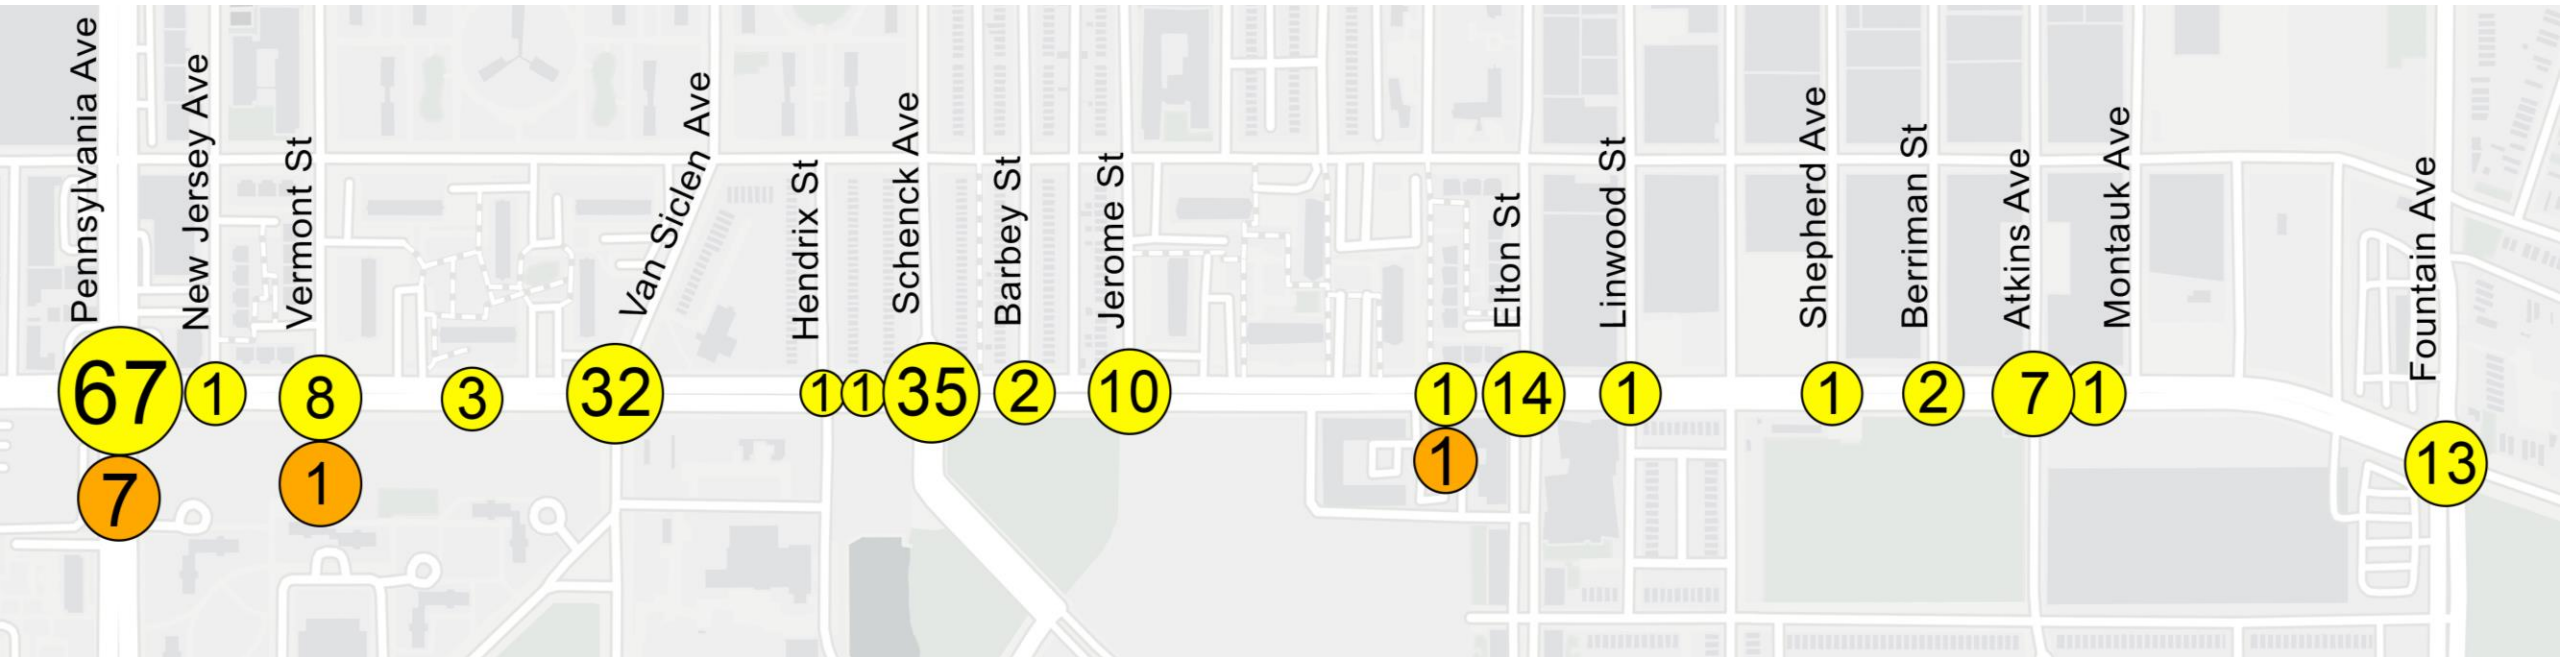 Pennsylvania Ave
New Jersey Ave
Vermont St
Van Siclen Ave
Hendrix St
Schenck Ave
Barbey St
Jerome St
Elton St
Linwood St
Shepherd Ave
Berriman St
Atkins Ave
Montauk Ave
Fountain Ave
67
1
8
3
32
1
1
35
2
10
1
14
1
1
2
7
1
13
7
1
1